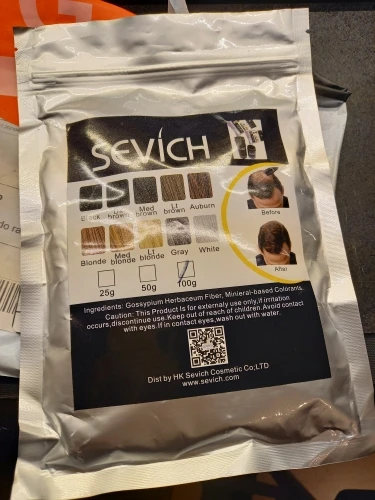 SEVICH
Black
Med brown
LI brown
Auburn
Blonde
Med blonde
LI blonde
Gray
White
Before
After
25g
50g
100g
Ingredients: Gossypium Herbaceum Fiber, Minieral-based Colorants.
Caution: This Product Is for externaly use only,if irritation
occurs,discontinue use.Keep out of reach of children.Avoid contact
with eyes.If in contact eyes,wash out with water.
Dist by HK Sevich Cosmetic Co;LTD
www.sevich.com